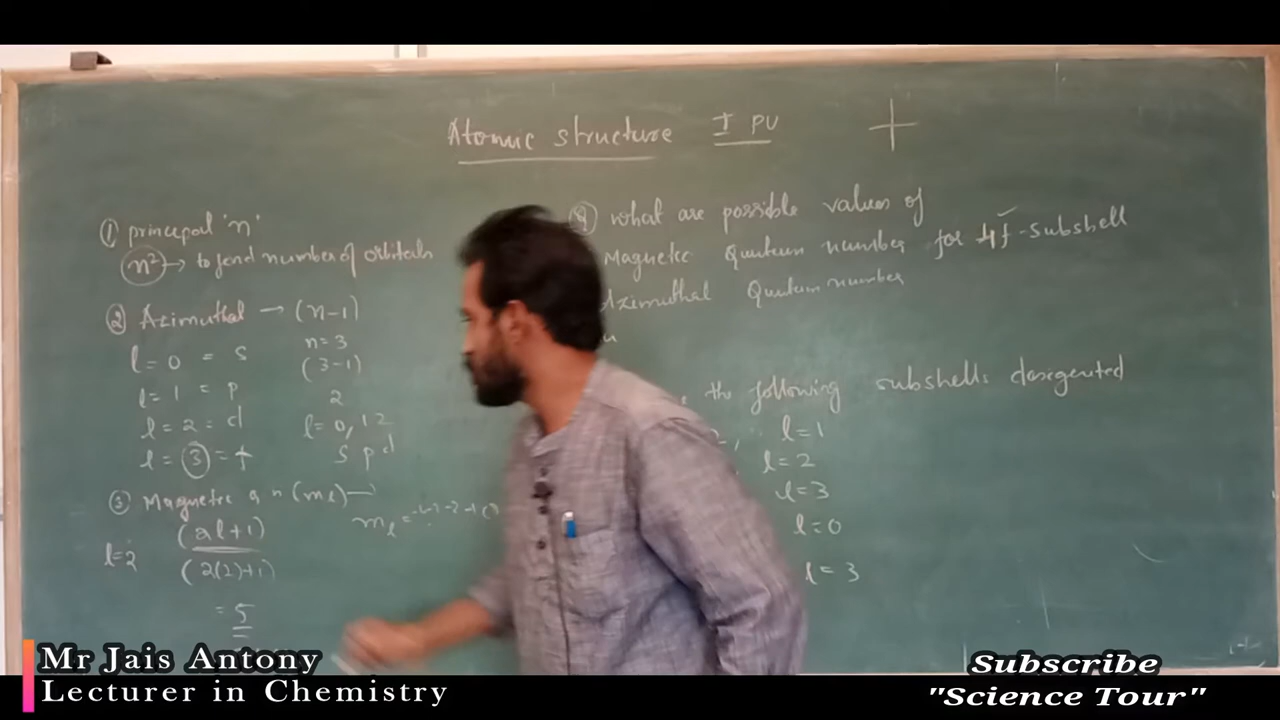 Atomic structure I PU
① principal 'n'
n² → to find number of orbitals
② Azimuthal → (n-1)
l = 0 = s
l = 1 = p
l = 2 = d
l = 3 = f
n=3
(3-1)
2
l = 0, 1 2
s p d
③ Magnetic q n (ml) →
(2l+1)
l=2
(2(2)+1)
= 5
ml =
Q what are possible values of
Magnetic Quantum number for 4f-subshell
Azimuthal Quantum number
the following subshells designated
l=1
l=2
l=3
l=0
l=3
Mr Jais Antony
Lecturer in Chemistry
Subscribe
"Science Tour"